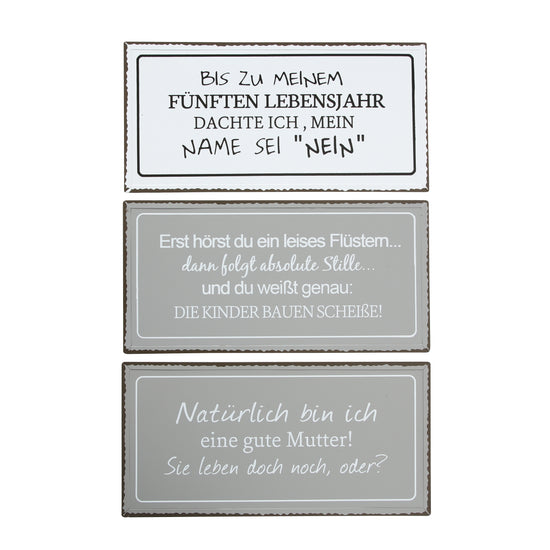 BIS ZU MEINEM
FÜNFTEN LEBENSJAHR
DACHTE ICH , MEIN
NAME SEI "NEIN"
Erst hörst du ein leises Flüstern...
dann folgt absolute Stille...
und du weißt genau:
DIE KINDER BAUEN SCHEIßE!
Natürlich bin ich
eine gute Mutter!
Sie leben doch noch, oder?